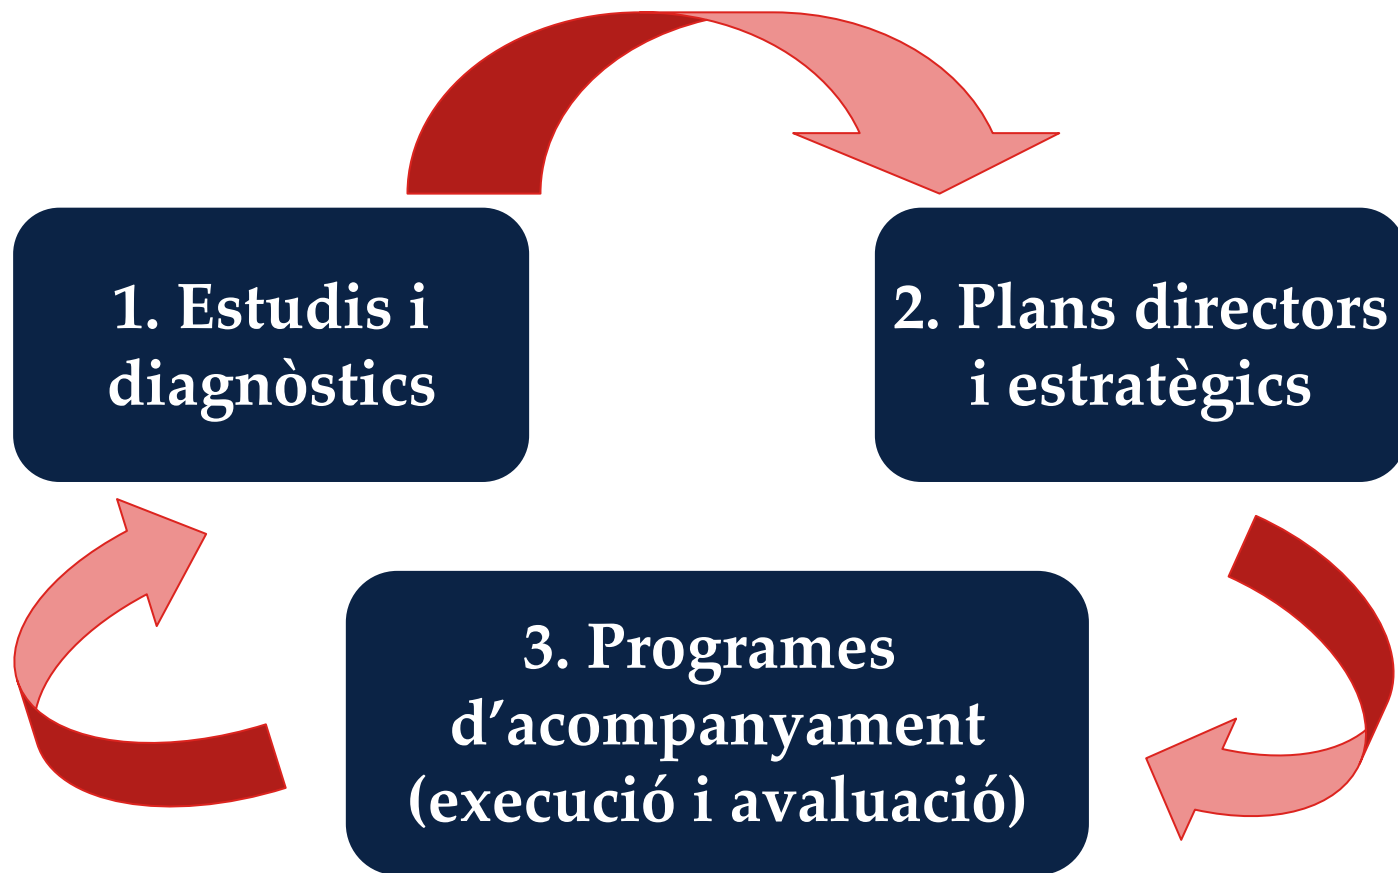 1. Estudis i
diagnòstics
2. Plans directors
i estratègics
3. Programes
d’acompanyament
(execució i avaluació)